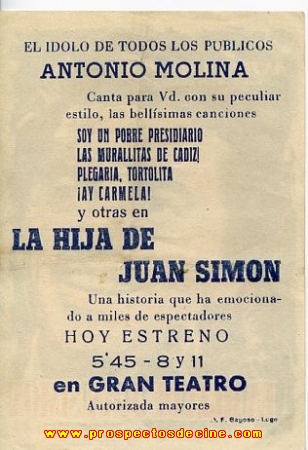 EL IDOLO DE TODOS LOS PUBLICOS
ANTONIO MOLINA
Canta para Vd. con su peculiar
estilo, las bellísimas canciones
SOY UN POBRE PRESIDIARIO
LAS MURALLITAS DE CADIZ
PLEGARIA, TORTOLITA
¡AY CARMELA!
y otras en
LA HIJA DE
JUAN SIMON
Una historia que ha emociona-
do a miles de espectadores
HOY ESTRENO
5'45 - 8 y 11
en GRAN TEATRO
Autorizada mayores
F. Gayoso - Lugo
www.prospectosdecine.com